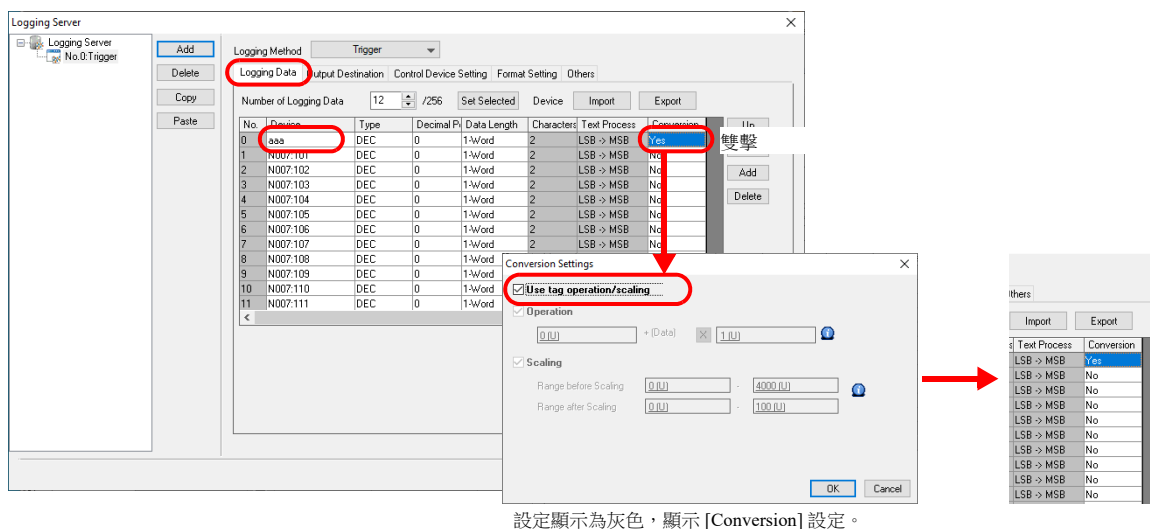 Logging Server
Logging Server
No.0:Trigger
Add
Delete
Copy
Paste
Logging Method Trigger
Logging Data Output Destination Control Device Setting Format Setting Others
Number of Logging Data 12 /256 Set Selected Device Import Export
No. Device Type Decimal P Data Length Characters Text Process Conversion
0 aaa DEC 0 1-Word 2 LSB -> MSB Yes
1 N007:101 DEC 0 1-Word 2 LSB -> MSB No
2 N007:102 DEC 0 1-Word 2 LSB -> MSB No
3 N007:103 DEC 0 1-Word 2 LSB -> MSB No
4 N007:104 DEC 0 1-Word 2 LSB -> MSB No
5 N007:105 DEC 0 1-Word 2 LSB -> MSB No
6 N007:106 DEC 0 1-Word 2 LSB -> MSB No
7 N007:107 DEC 0 1-Word 2 LSB -> MSB No
8 N007:108 DEC 0 1-Word
9 N007:109 DEC 0 1-Word
10 N007:110 DEC 0 1-Word
11 N007:111 DEC 0 1-Word
Up
雙擊
Add
Delete
Conversion Settings
Use tag operation/scaling
Operation
0 (U) + (Data) X 1 (U)
Scaling
Range before Scaling 0 (U) - 4000 (U)
Range after Scaling 0 (U) - 100 (U)
OK Cancel
設定顯示為灰色，顯示 [Conversion] 設定。
thers
Import Export
s Text Process Conversion
LSB -> MSB Yes
LSB -> MSB No
LSB -> MSB No
LSB -> MSB No
LSB -> MSB No
LSB -> MSB No
LSB -> MSB No
LSB -> MSB No
LSB -> MSB No
LSB -> MSB No